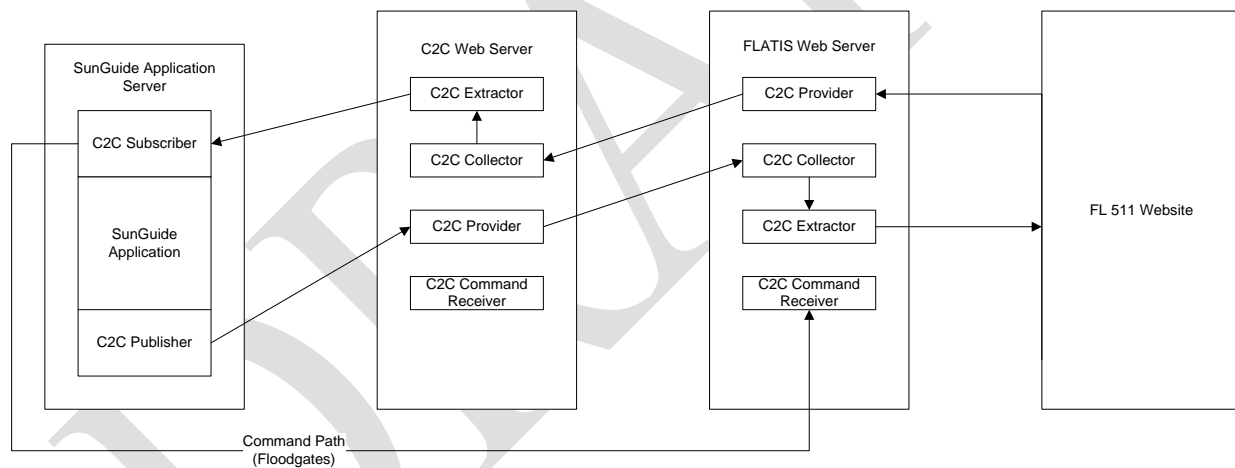 SunGuide Application
Server
C2C Subscriber
SunGuide
Application
C2C Publisher
C2C Web Server
C2C Extractor
C2C Collector
C2C Provider
C2C Command
Receiver
FLATIS Web Server
C2C Provider
C2C Collector
C2C Extractor
C2C Command
Receiver
FL 511 Website
Command Path
(Floodgates)
DRAFT